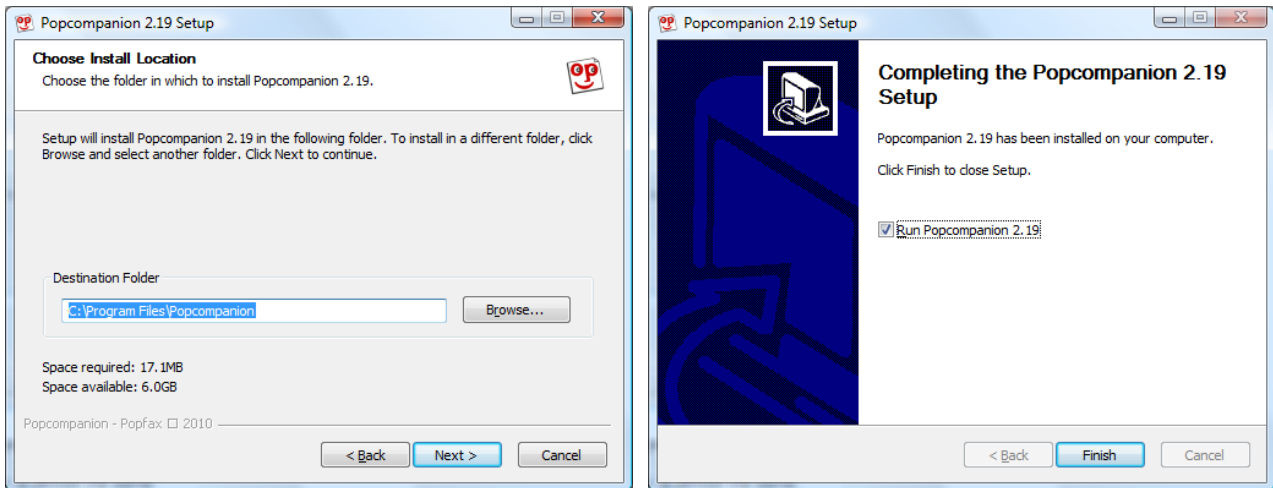 Popcompanion 2.19 Setup
Choose Install Location
Choose the folder in which to install Popcompanion 2.19.
op
Setup will install Popcompanion 2.19 in the following folder. To install in a different folder, click
Browse and select another folder. Click Next to continue.
Destination Folder
C:\Program Files\Popcompanion
Browse...
Space required: 17.1MB
Space available: 6.0GB
Popcompanion - Popfax □ 2010
< Back
Next >
Cancel
Popcompanion 2.19 Setup
Completing the Popcompanion 2.19
Setup
Popcompanion 2.19 has been installed on your computer.
Click Finish to close Setup.
Run Popcompanion 2.19
< Back
Finish
Cancel